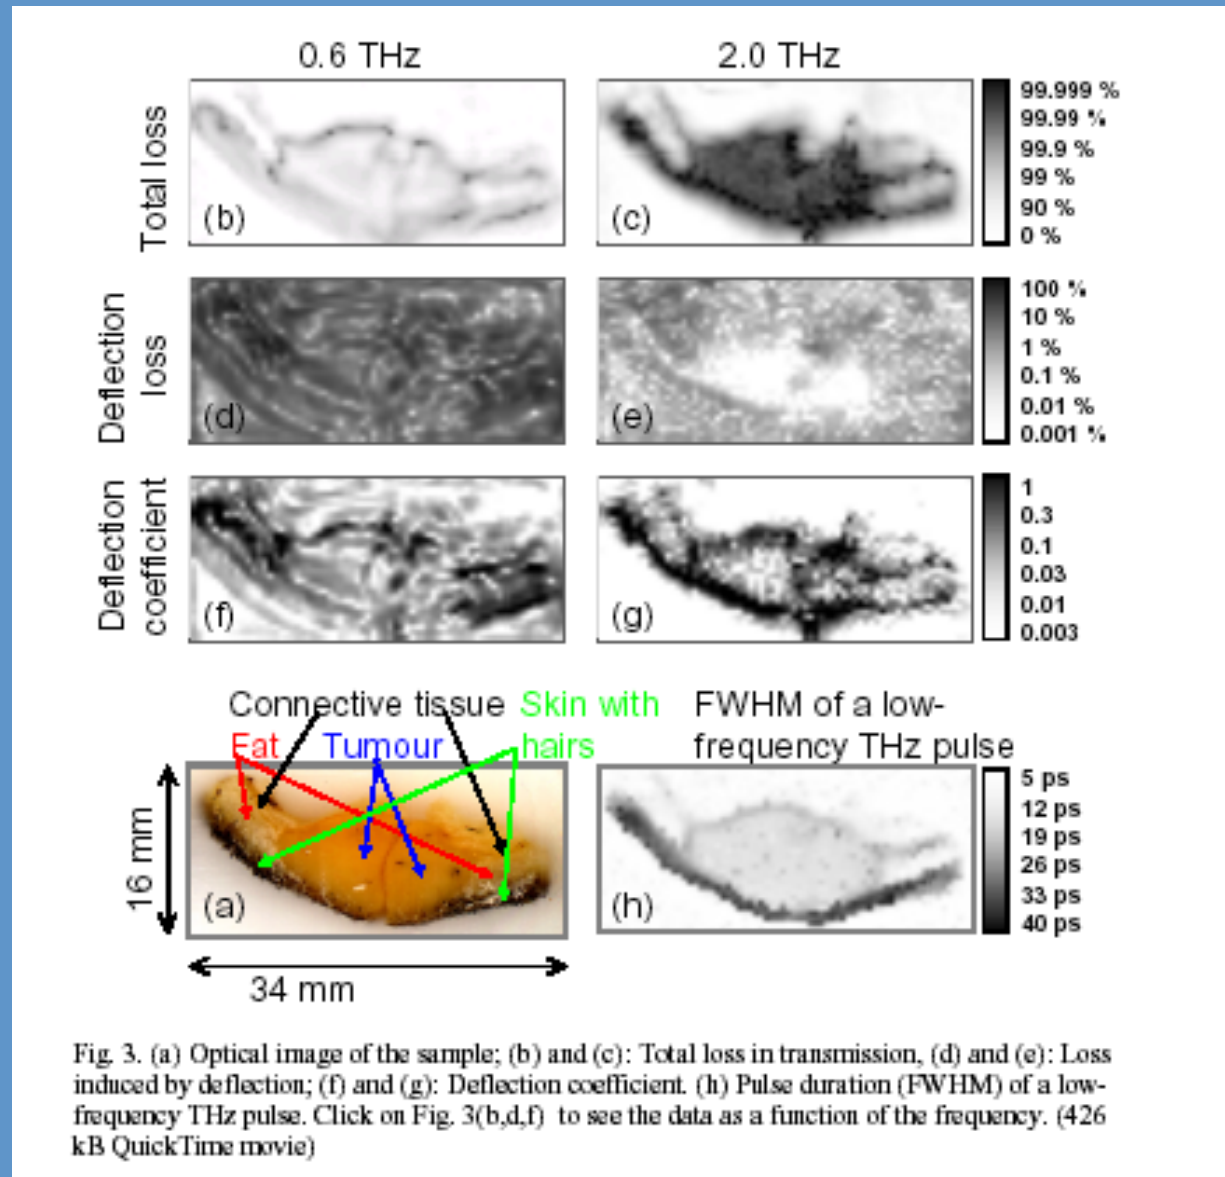 0.6 THz
2.0 THz
Total loss
(b)
(c)
99.999 %
99.99 %
99.9 %
99 %
90 %
0 %
Deflection
loss
(d)
(e)
100 %
10 %
1 %
0.1 %
0.01 %
0.001 %
Deflection
coefficient
(f)
(g)
1
0.3
0.1
0.03
0.01
0.003
Connective tissue
Skin with
hairs
Fat
Tumour
FWHM of a low-
frequency THz pulse
16 mm
(a)
(h)
5 ps
12 ps
19 ps
26 ps
33 ps
40 ps
34 mm
Fig. 3. (a) Optical image of the sample; (b) and (c): Total loss in transmission, (d) and (e): Loss
induced by deflection; (f) and (g): Deflection coefficient. (h) Pulse duration (FWHM) of a low-
frequency THz pulse. Click on Fig. 3(b,d,f) to see the data as a function of the frequency. (426
kB QuickTime movie)